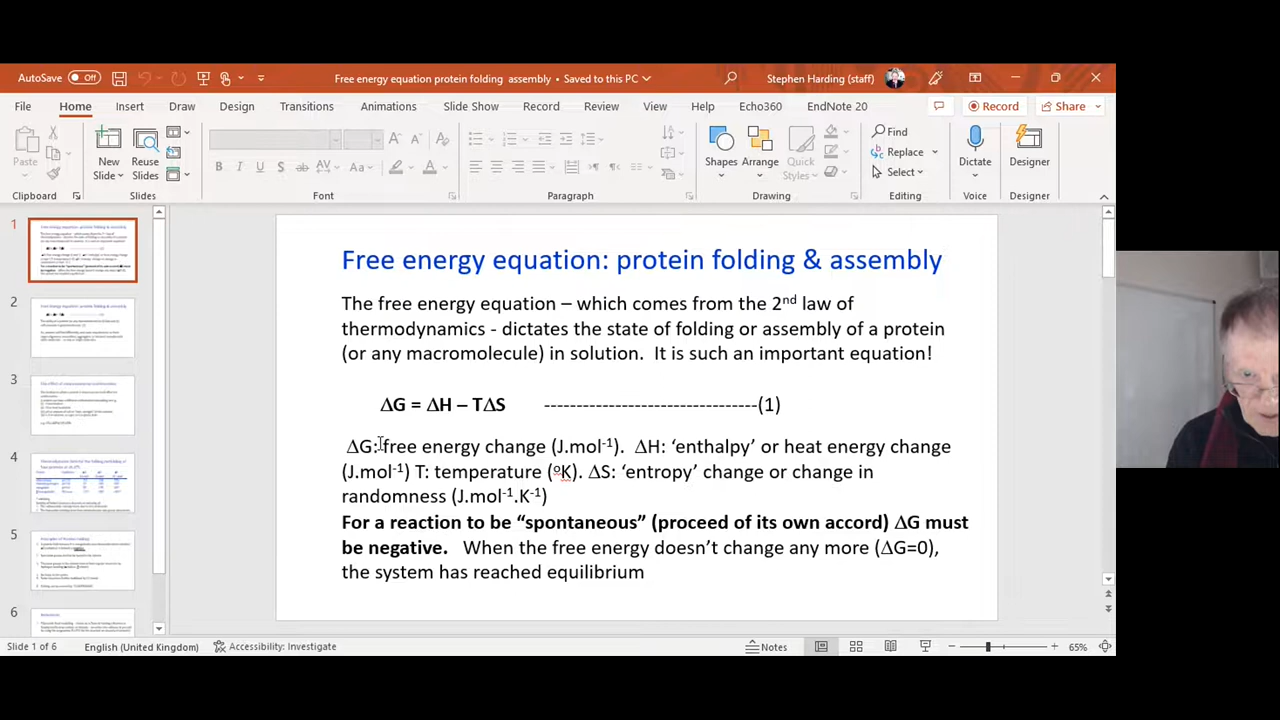 AutoSave Off Free energy equation protein folding assembly • Saved to this PC Stephen Harding (staff)
File Home Insert Draw Design Transitions Animations Slide Show Record Review View Help Echo360 EndNote 20 Record Share
Paste New Slide Reuse Slides Shapes Arrange Quick Styles Find Replace Select Dictate Designer
Clipboard Slides Font Paragraph Drawing Editing Voice Designer
1
2
3
4
5
6
Free energy equation: protein folding & assembly
The free energy equation – which comes from the 2nd law of
thermodynamics – dictates the state of folding or assembly of a protein
(or any macromolecule) in solution. It is such an important equation!
ΔG = ΔH – TΔS -------------------------------- (1)
ΔG: free energy change (J.mol-1). ΔH: ‘enthalpy’ or heat energy change
(J.mol-1) T: temperature (K). ΔS: ‘entropy’ change or change in
randomness (J.mol-1.K-1)
For a reaction to be “spontaneous” (proceed of its own accord) ΔG must
be negative. When the free energy doesn’t change any more (ΔG=0),
the system has reached equilibrium
Slide 1 of 6 English (United Kingdom) Accessibility: Investigate Notes 65%